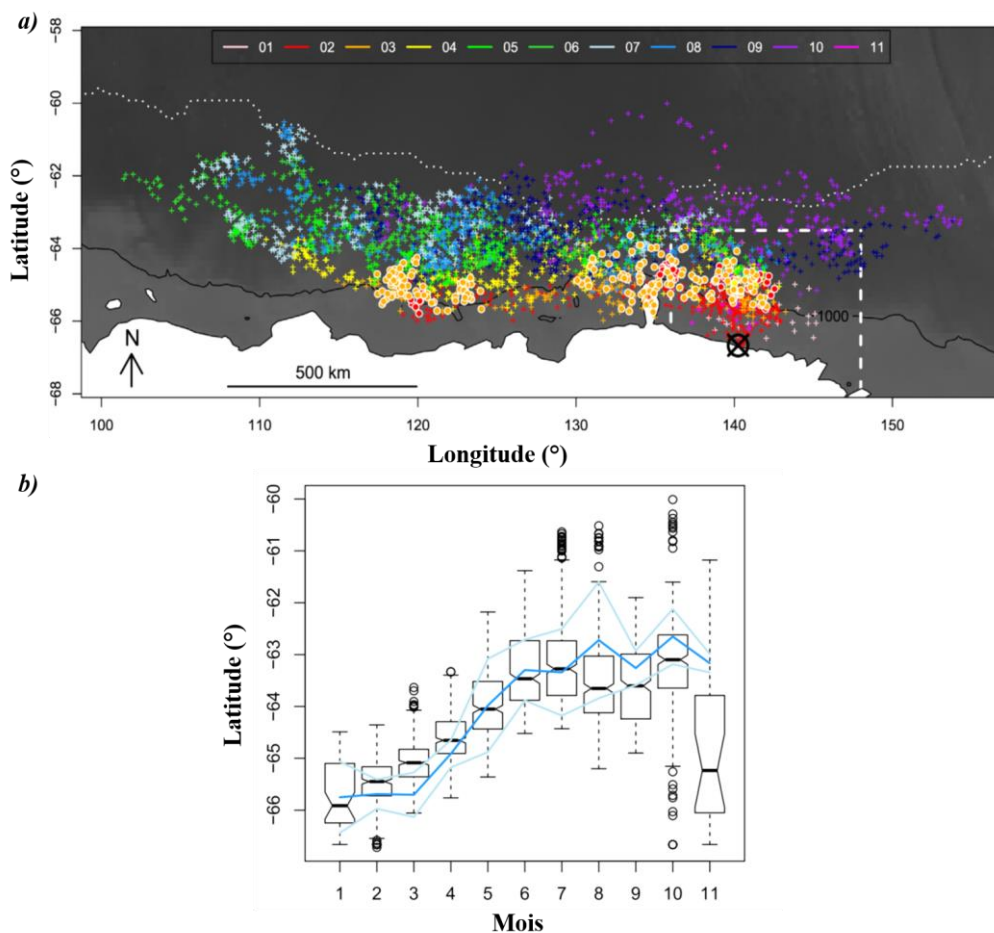 a)
01 02 03 04 05 06 07 08 09 10 11
-58
-60
-62
-64
-66
-68
Latitude (°)
1000
N
500 km
100 110 120 130 140 150
Longitude (°)
b)
-60
-61
-62
-63
-64
-65
-66
Latitude (°)
1 2 3 4 5 6 7 8 9 10 11
Mois